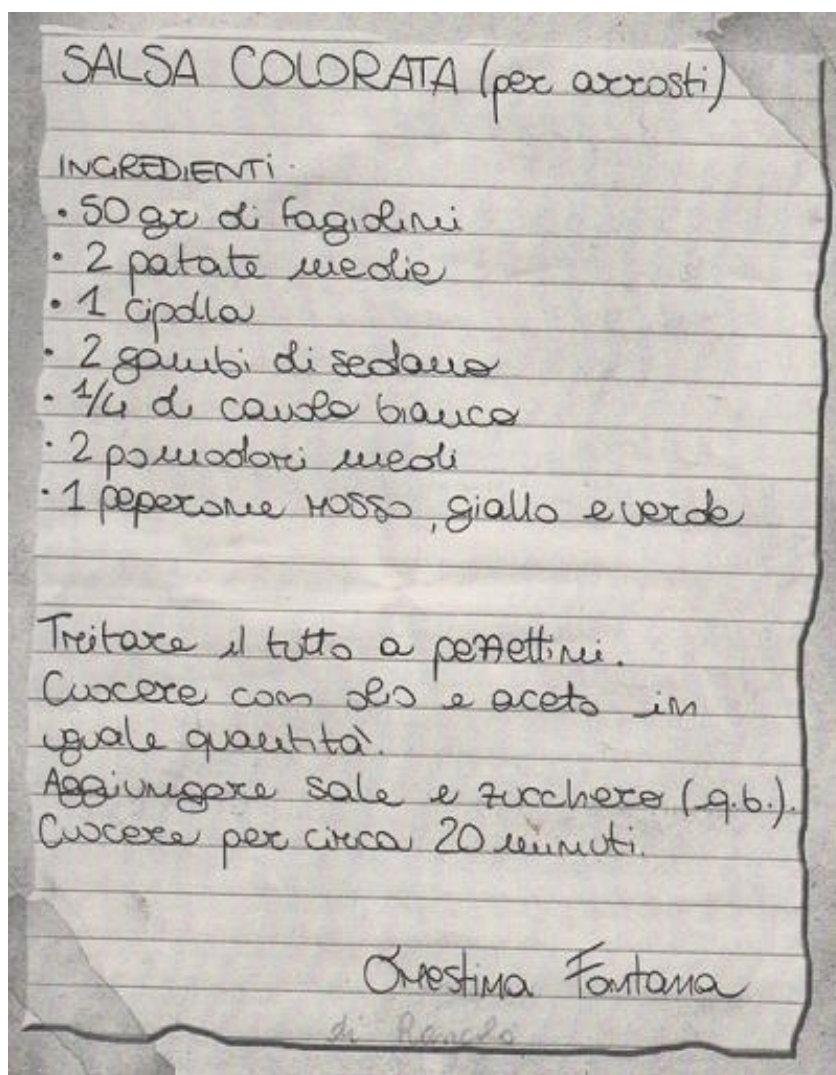 SALSA COLORATA (per arrosti)
INGREDIENTI.
• 50 gr di fagiolini
• 2 patate medie
• 1 cipolla
• 2 gambi di sedano
• 1/4 di cavolo bianco
• 2 pomodori medi
• 1 peperone rosso, giallo e verde
Tritare il tutto a pezzettini.
Cuocere con olio e aceto in
uguale quantità.
Aggiungere sale e zucchero (q.b.).
Cuocere per circa 20 minuti.
Orestina Fontana
di